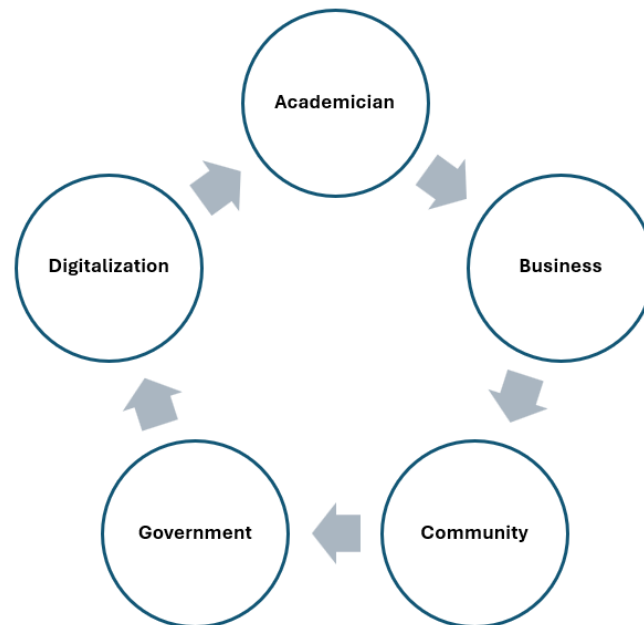 Academician
Business
Community
Government
Digitalization